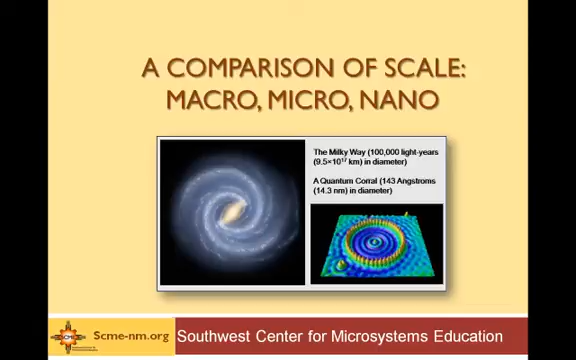 A COMPARISON OF SCALE:
MACRO, MICRO, NANO
The Milky Way (100,000 light-years
(9.5×10¹⁷ km) in diameter)
A Quantum Corral (143 Angstroms
(14.3 nm) in diameter)
SCME
Scme-nm.org
Southwest Center for Microsystems Education